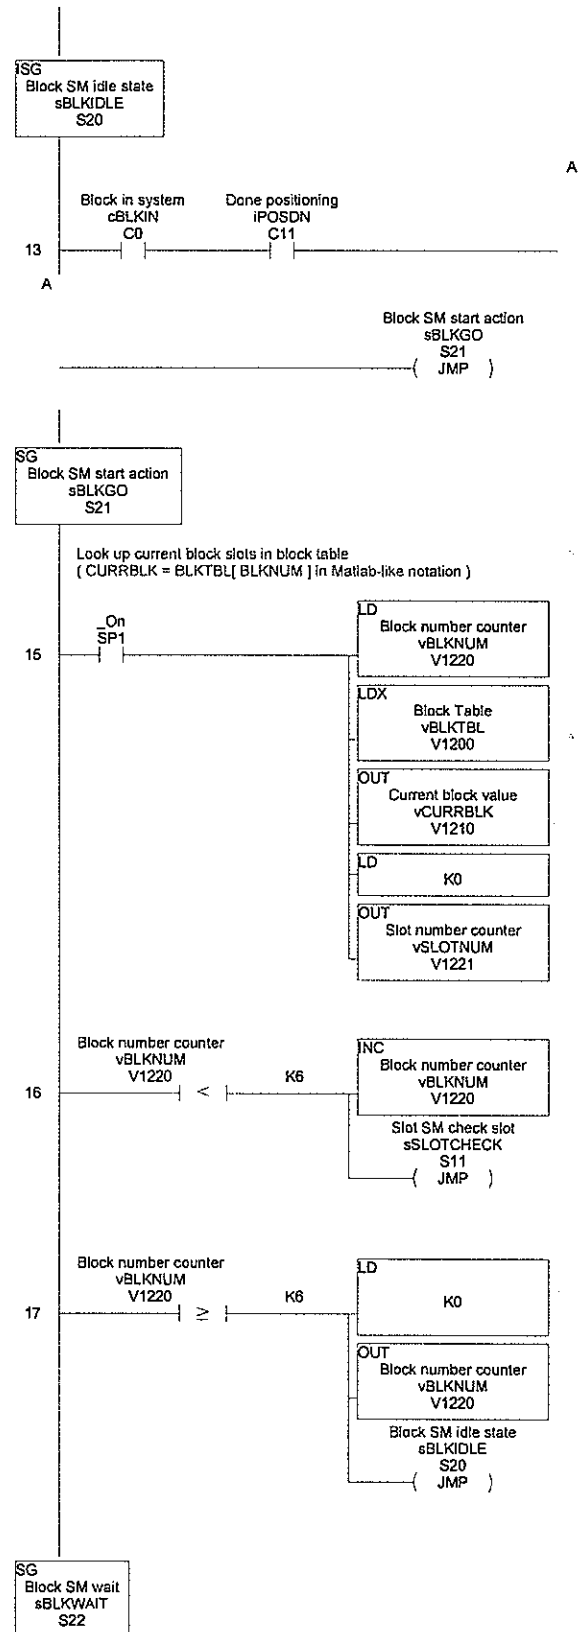 ISG
Block SM idle state
sBLKIDLE
S20
A
Block in system
cBLKIN
C0
Done positioning
iPOSDN
C11
13
A
Block SM start action
sBLKGO
S21
JMP
SG
Block SM start action
sBLKGO
S21
Look up current block slots in block table
( CURRBLK = BLKTBL[ BLKNUM ] in Matlab-like notation )
_On
SP1
15
LD
Block number counter
vBLKNUM
V1220
LDX
Block Table
vBLKTBL
V1200
OUT
Current block value
vCURRBLK
V1210
LD
K0
OUT
Slot number counter
vSLOTNUM
V1221
Block number counter
vBLKNUM
V1220
16
<
K6
INC
Block number counter
vBLKNUM
V1220
Slot SM check slot
sSLOTCHECK
S11
JMP
Block number counter
vBLKNUM
V1220
17
≥
K6
LD
K0
OUT
Block number counter
vBLKNUM
V1220
Block SM idle state
sBLKIDLE
S20
JMP
SG
Block SM wait
sBLKWAIT
S22